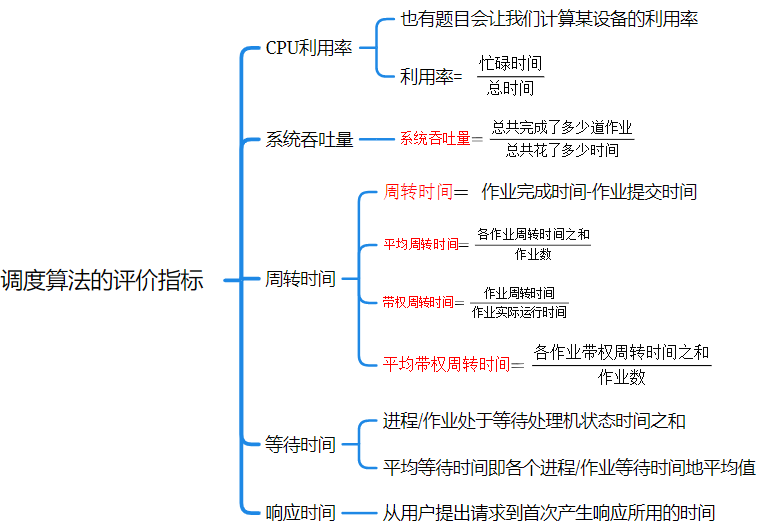 调度算法的评价指标
CPU利用率
也有题目会让我们计算某设备的利用率
利用率= 忙碌时间
总时间
系统吞吐量
系统吞吐量= 总共完成了多少道作业
总共花了多少时间
周转时间
周转时间= 作业完成时间-作业提交时间
平均周转时间= 各作业周转时间之和
作业数
带权周转时间= 作业周转时间
作业实际运行时间
平均带权周转时间= 各作业带权周转时间之和
作业数
等待时间
进程/作业处于等待处理机状态时间之和
平均等待时间即各个进程/作业等待时间地平均值
响应时间
从用户提出请求到首次产生响应所用的时间